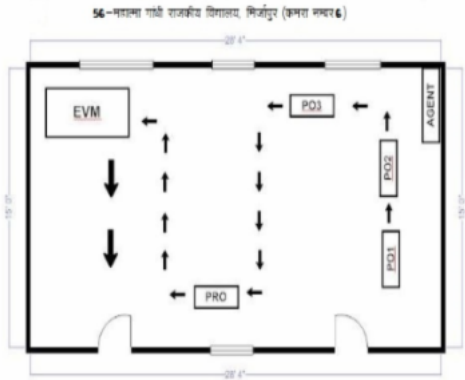 56-महात्मा गांधी राजकीय विद्यालय, मिर्जापुर (कमरा नम्बर 6)
EVM
PO3
AGENT
PO2
PO1
PRO